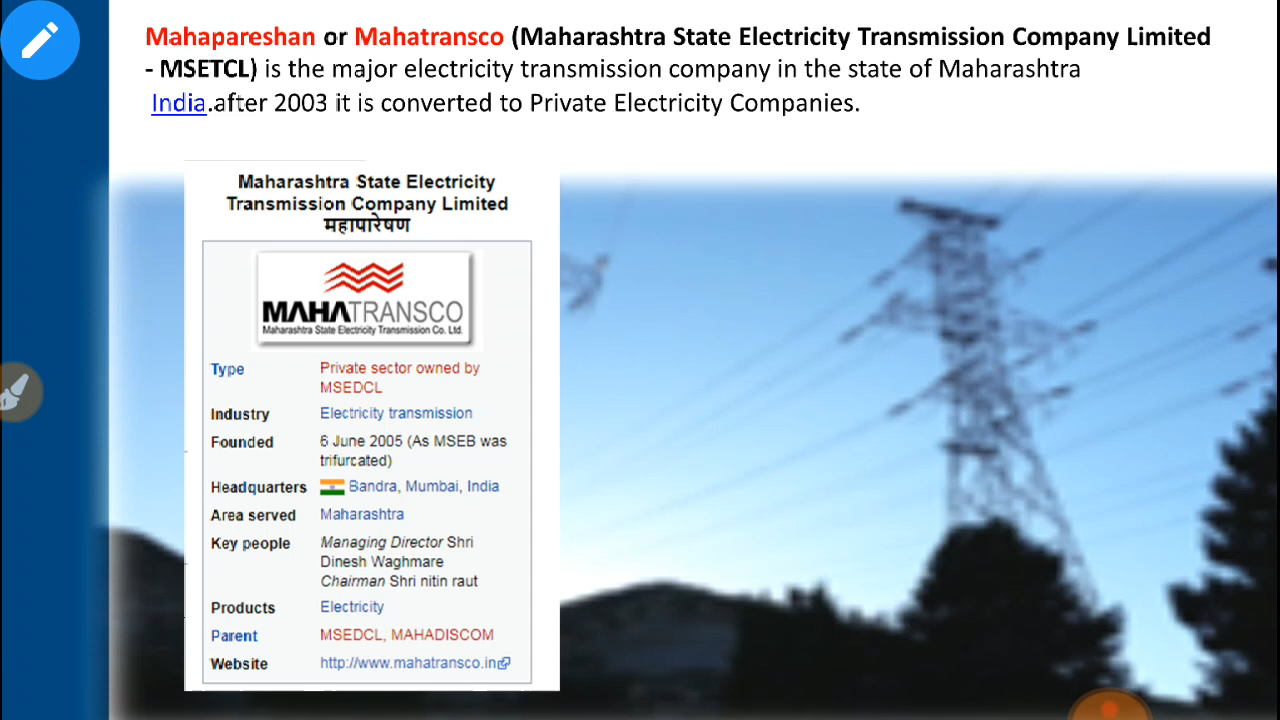 Mahapareshan or Mahatransco (Maharashtra State Electricity Transmission Company Limited
- MSETCL) is the major electricity transmission company in the state of Maharashtra
India.after 2003 it is converted to Private Electricity Companies.
Maharashtra State Electricity
Transmission Company Limited
महापारेषण
MAHATRANSCO
Maharashtra State Electricity Transmission Co. Ltd.
Type Private sector owned by
MSEDCL
Industry Electricity transmission
Founded 6 June 2005 (As MSEB was
trifurcated)
Headquarters Bandra, Mumbai, India
Area served Maharashtra
Key people Managing Director Shri
Dinesh Waghmare
Chairman Shri nitin raut
Products Electricity
Parent MSEDCL, MAHADISCOM
Website http://www.mahatransco.in